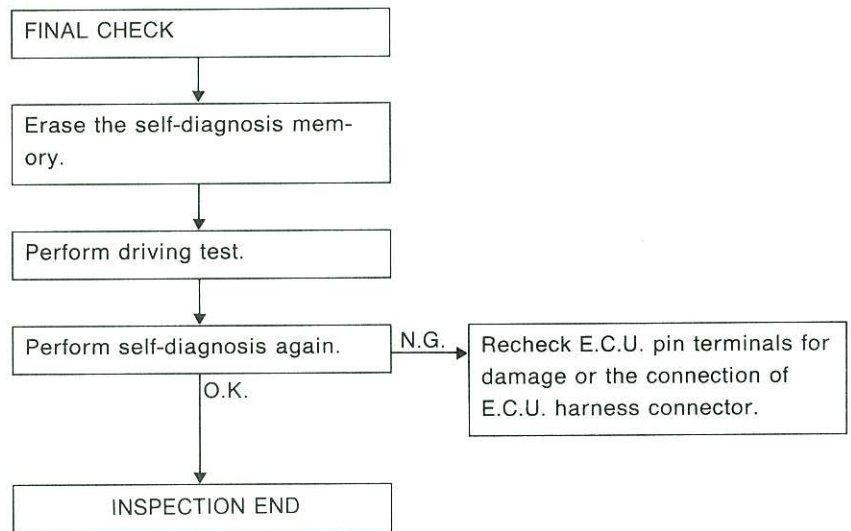 FINAL CHECK
Erase the self-diagnosis mem-
ory.
Perform driving test.
Perform self-diagnosis again.
N.G.
Recheck E.C.U. pin terminals for
damage or the connection of
E.C.U. harness connector.
O.K.
INSPECTION END